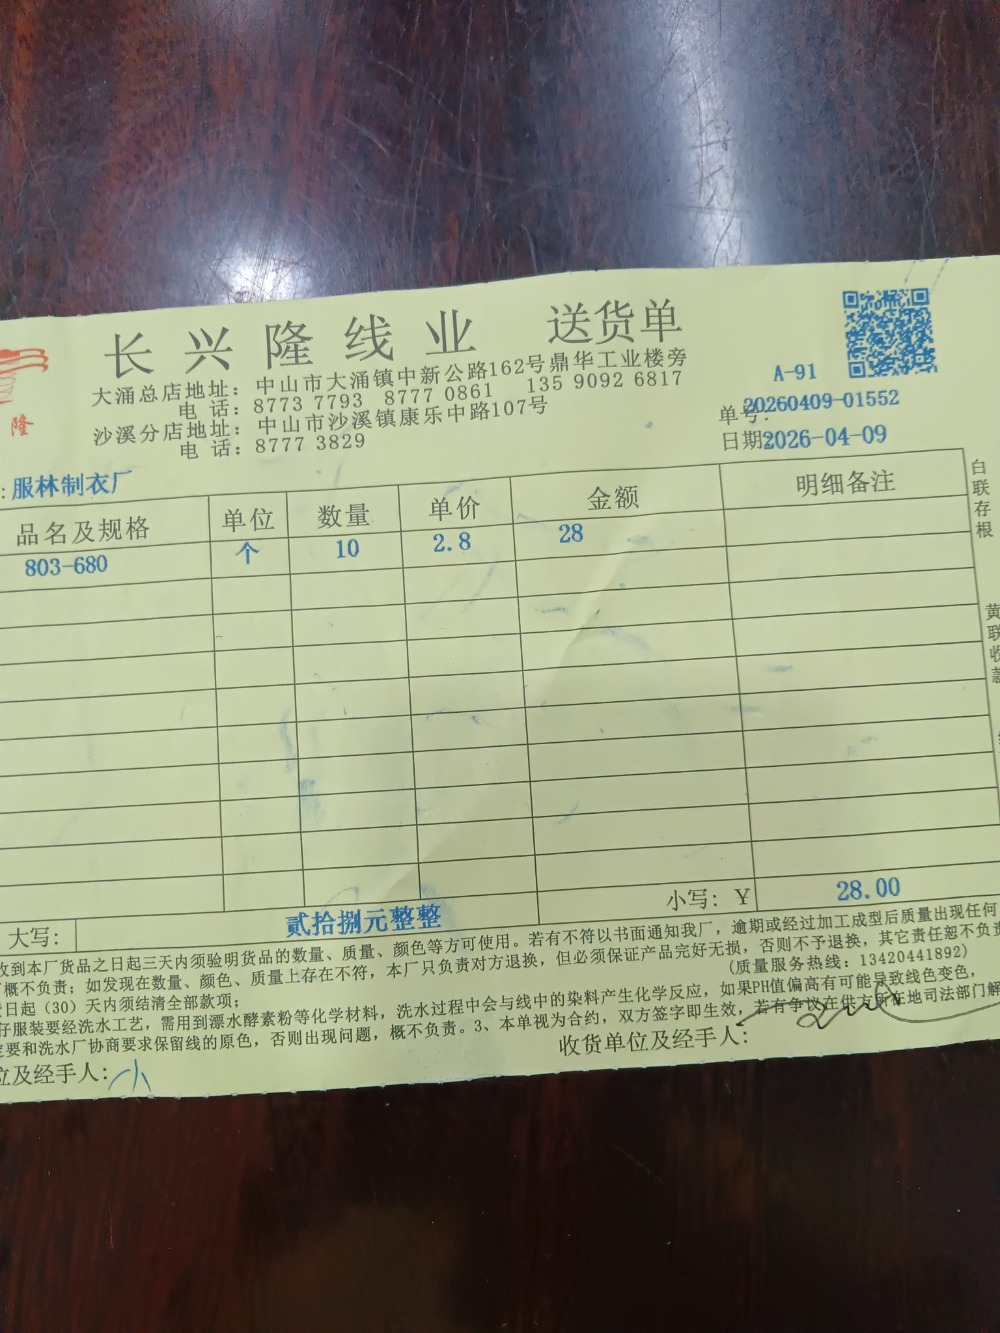 长兴隆线业 送货单
隆
大涌总店地址：中山市大涌镇中新公路162号鼎华工业楼旁
电 话：8773 7793 8777 0861 135 9092 6817
沙溪分店地址：中山市沙溪镇康乐中路107号
电 话：8777 3829
A-91
单号：20260409-01552
日期2026-04-09
：服林制衣厂
品名及规格 单位 数量 单价 金额 明细备注
803-680 个 10 2.8 28
白联存根
黄联收款
小写：￥ 28.00
大写： 贰拾捌元整整
收到本厂货品之日起三天内须验明货品的数量、质量、颜色等方可使用。若有不符以书面通知我厂，逾期或经过加工成型后质量出现任何
概不负责；如发现在数量、颜色、质量上存在不符，本厂只负责对方退换，但必须保证产品完好无损，否则不予退换，其它责任恕不负责
日起（30）天内须结清全部款项； （质量服务热线：13420441892）
仔服装要经洗水工艺，需用到漂水酵素粉等化学材料，洗水过程中会与线中的染料产生化学反应，如果PH值偏高有可能导致线色变色，
要和洗水厂协商要求保留线的原色，否则出现问题，概不负责。3、本单视为合约，双方签字即生效，若有争议在供方所在地司法部门解
位及经手人：小
收货单位及经手人：